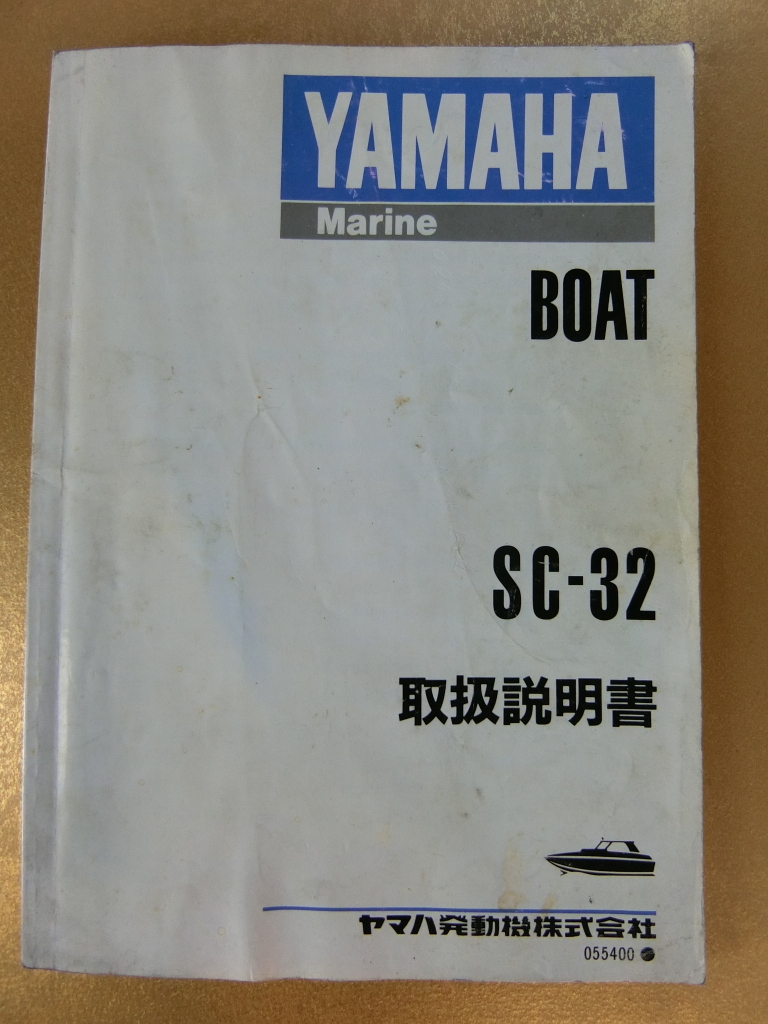 YAMAHA
Marine
BOAT
SC-32
取扱説明書
ヤマハ発動機株式会社
055400